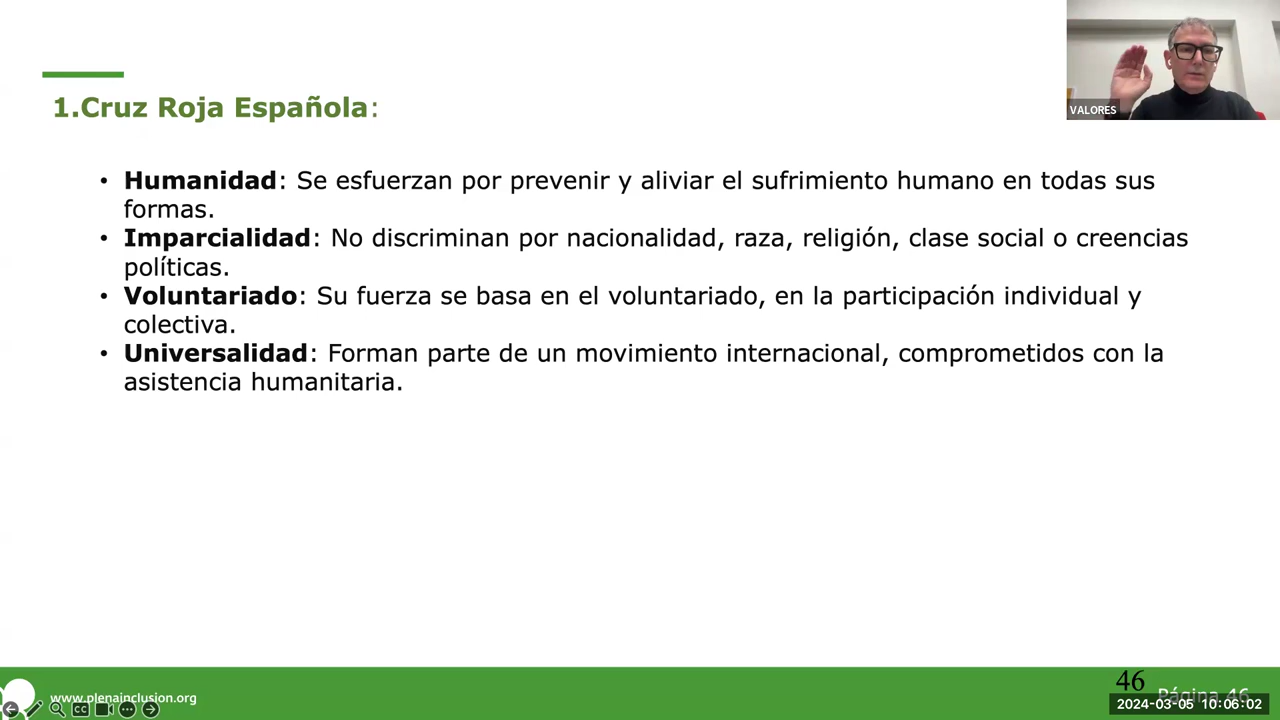 VALORES
1.Cruz Roja Española:
• Humanidad: Se esfuerzan por prevenir y aliviar el sufrimiento humano en todas sus
formas.
• Imparcialidad: No discriminan por nacionalidad, raza, religión, clase social o creencias
políticas.
• Voluntariado: Su fuerza se basa en el voluntariado, en la participación individual y
colectiva.
• Universalidad: Forman parte de un movimiento internacional, comprometidos con la
asistencia humanitaria.
www.plenainclusion.org
46
Página 46
CC
2024-03-05 10:06:02